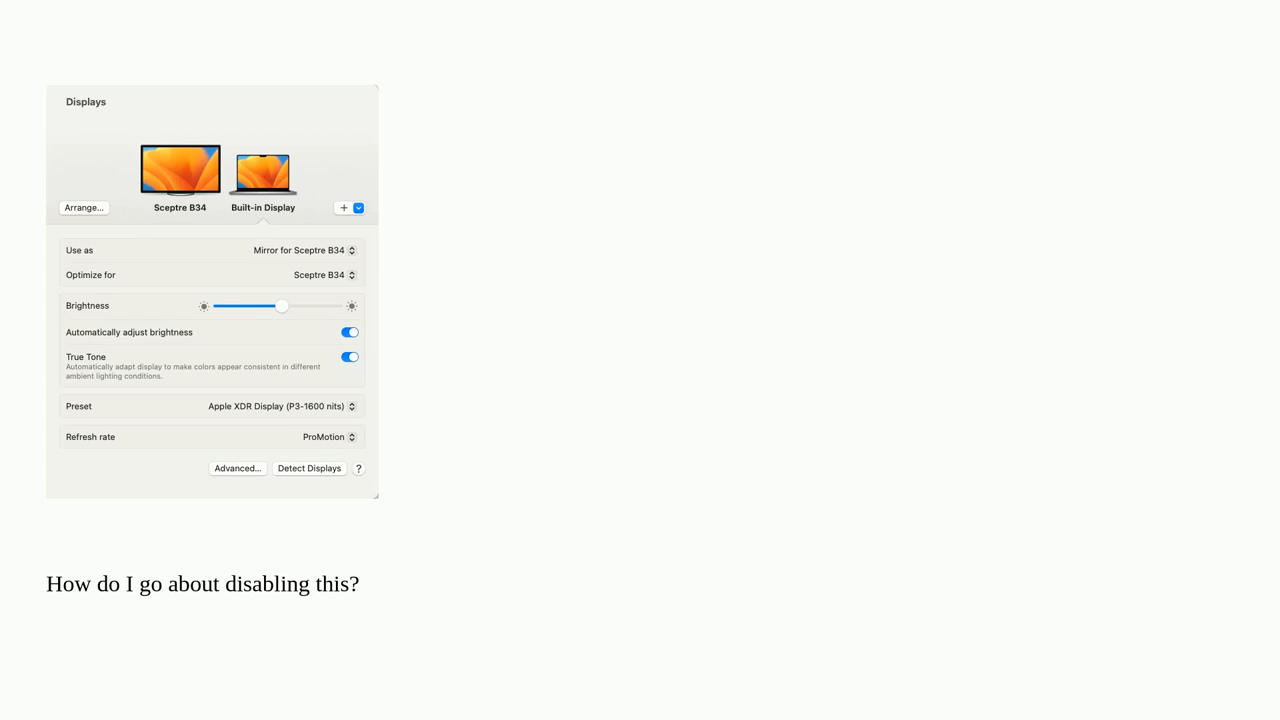 Displays
Sceptre B34
Built-in Display
Arrange...
+
Use as
Mirror for Sceptre B34
Optimize for
Sceptre B34
Brightness
Automatically adjust brightness
True Tone
Automatically adapt display to make colors appear consistent in different
ambient lighting conditions.
Preset
Apple XDR Display (P3-1600 nits)
Refresh rate
ProMotion
Advanced...
Detect Displays
?
How do I go about disabling this?